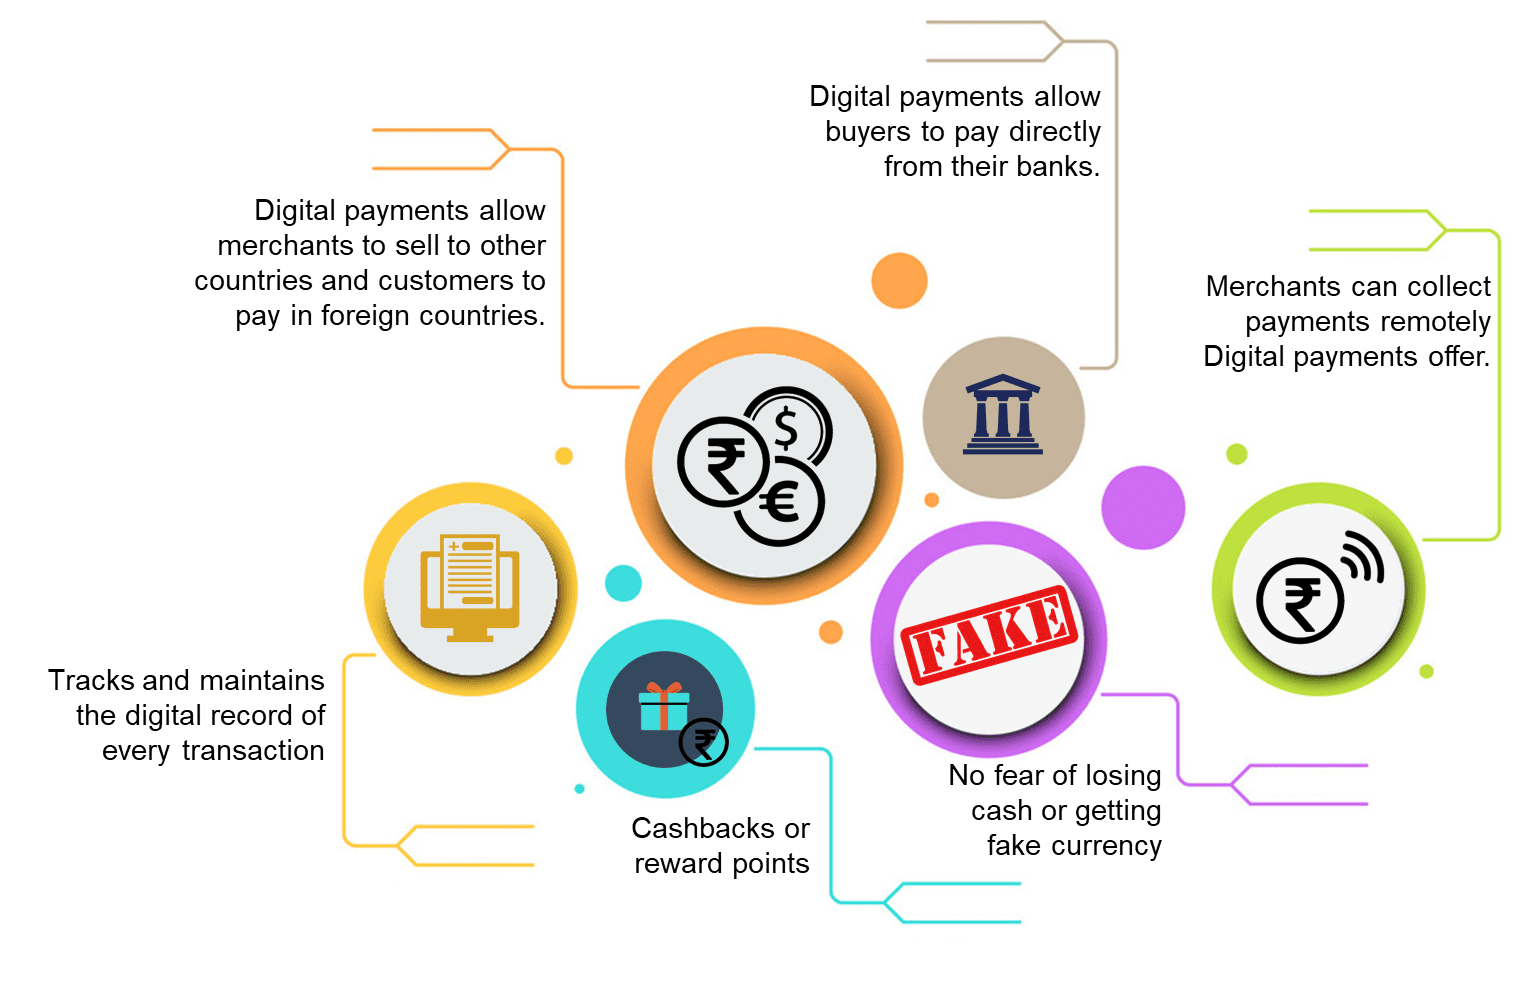 Digital payments allow
buyers to pay directly
from their banks.
Digital payments allow
merchants to sell to other
countries and customers to
pay in foreign countries.
Merchants can collect
payments remotely
Digital payments offer.
$
₹
€
FAKE
₹
₹
Tracks and maintains
the digital record of
every transaction
No fear of losing
cash or getting
fake currency
Cashbacks or
reward points